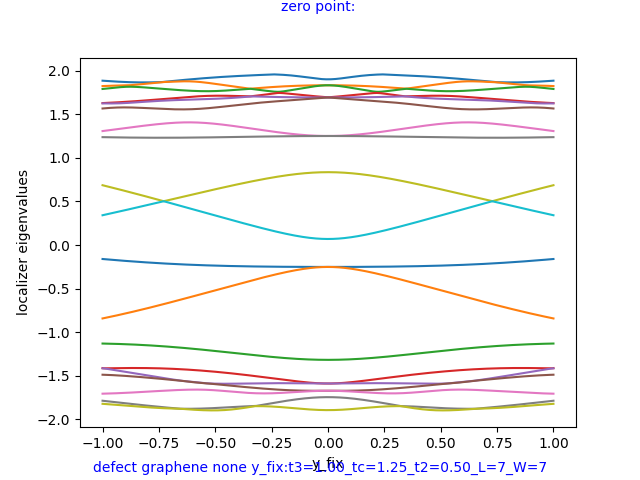 zero point:
2.0
1.5
1.0
0.5
0.0
−0.5
−1.0
−1.5
−2.0
localizer eigenvalues
−1.00 −0.75 −0.50 −0.25 0.00 0.25 0.50 0.75 1.00
y_fix
defect graphene none y_fix:t3=1.00_tc=1.25_t2=0.50_L=7_W=7